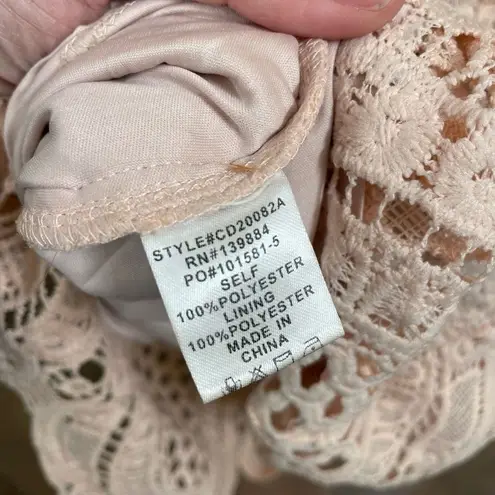 STYLE#CD20082A
RN#139884
PO#101581-5
SELF
100%POLYESTER
LINING
100%POLYESTER
MADE IN
CHINA